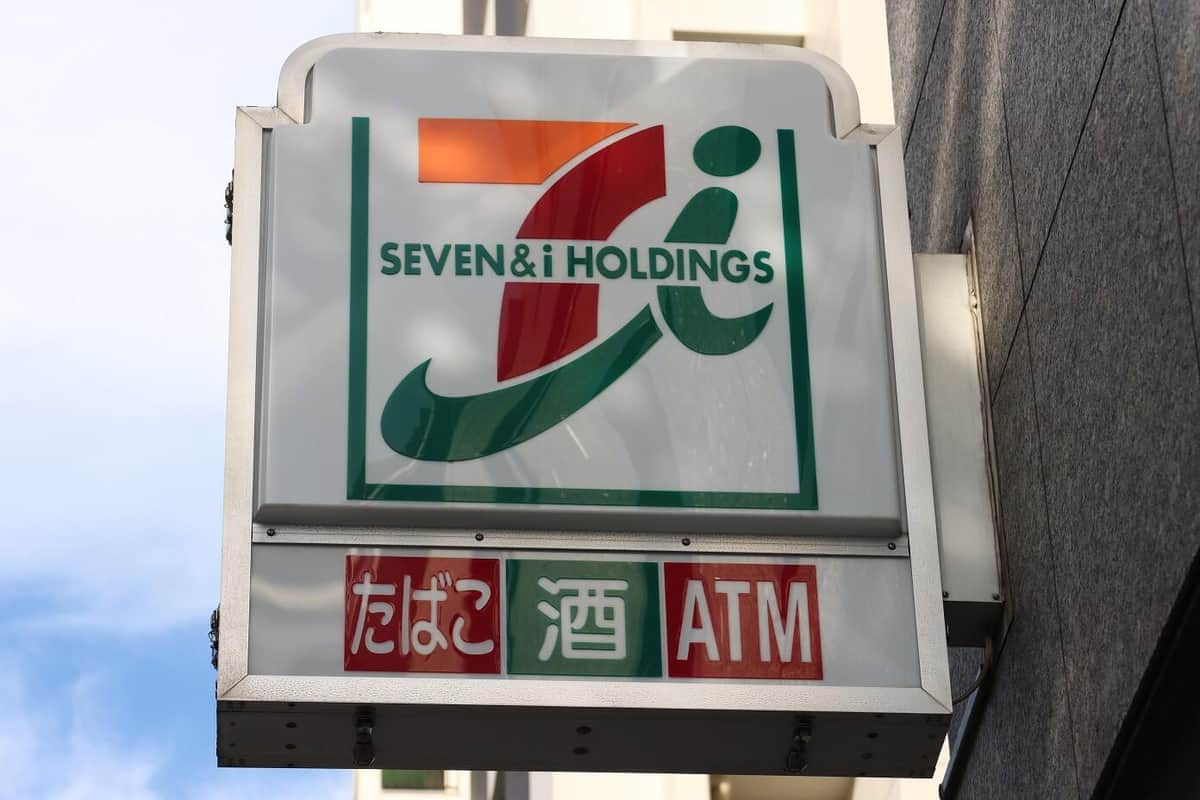 SEVEN&i HOLDINGS
たばこ 酒 ATM